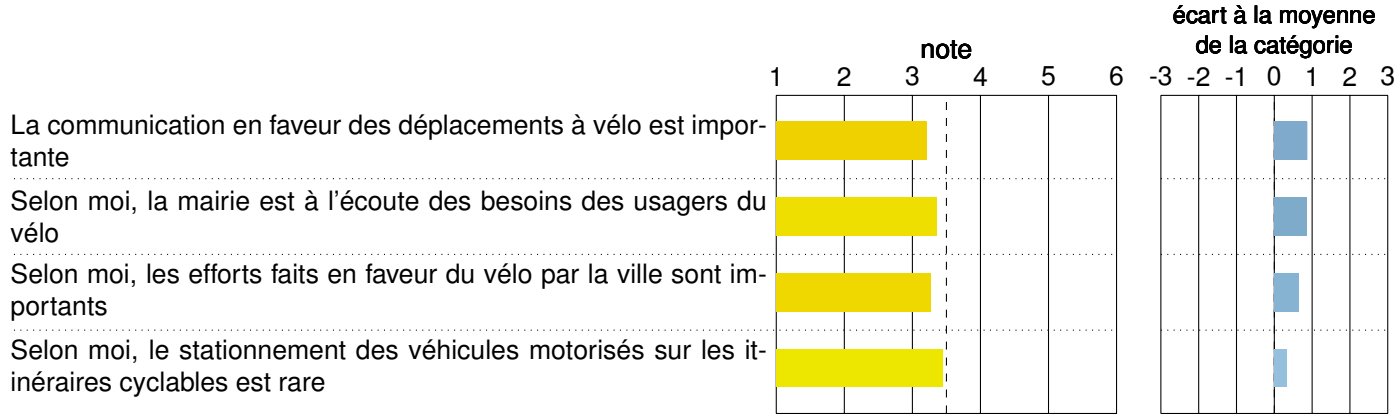 écart à la moyenne
note
de la catégorie
1 2 3 4 5 6
-3 -2 -1 0 1 2 3
La communication en faveur des déplacements à vélo est impor-
tante
Selon moi, la mairie est à l'écoute des besoins des usagers du
vélo
Selon moi, les efforts faits en faveur du vélo par la ville sont im-
portants
Selon moi, le stationnement des véhicules motorisés sur les it-
inéraires cyclables est rare